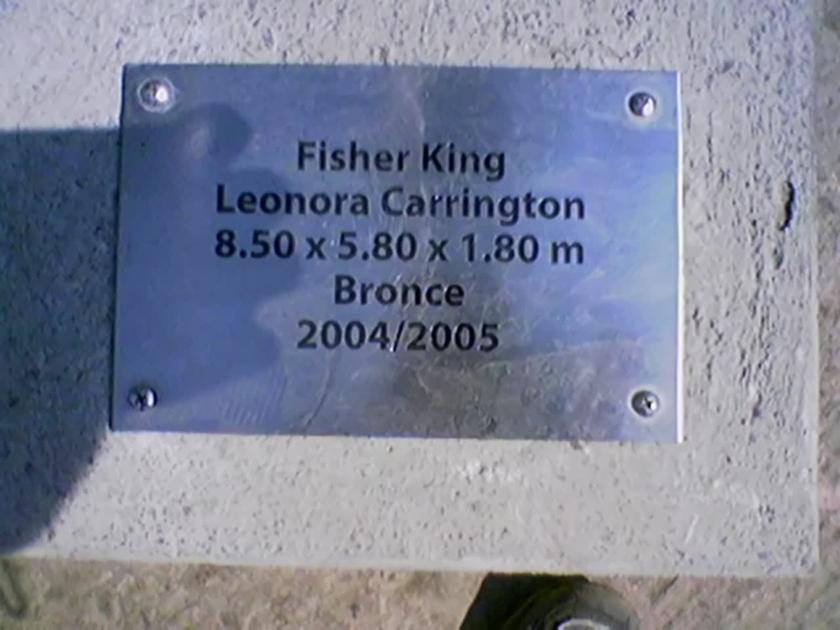 Fisher King
Leonora Carrington
8.50 x 5.80 x 1.80 m
Bronce
2004/2005